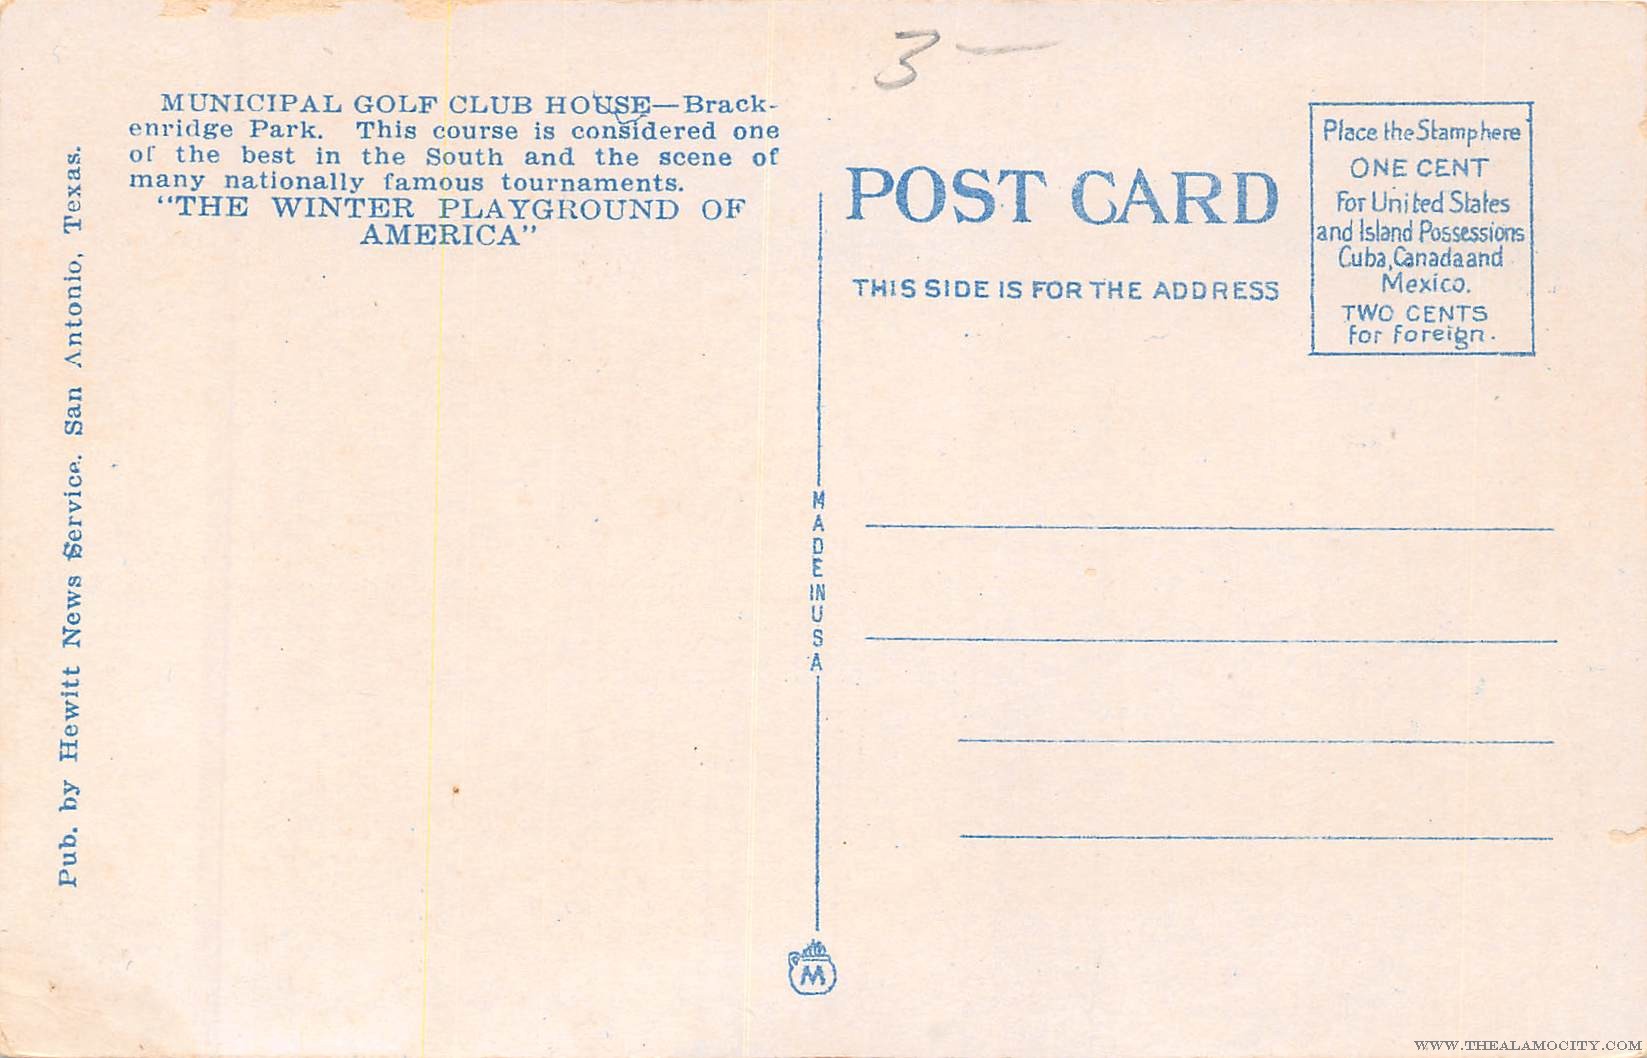 3 —
MUNICIPAL GOLF CLUB HOUSE—Brack-
enridge Park. This course is considered one
of the best in the South and the scene of
many nationally famous tournaments.
"THE WINTER PLAYGROUND OF
AMERICA"
Pub. by Hewitt News Service. San Antonio, Texas.
POST CARD
THIS SIDE IS FOR THE ADDRESS
Place the Stamp here
ONE CENT
For United States
and Island Possessions
Cuba, Canada and
Mexico.
TWO CENTS
for foreign.
MADE IN USA
M
WWW.THEALAMOCITY.COM